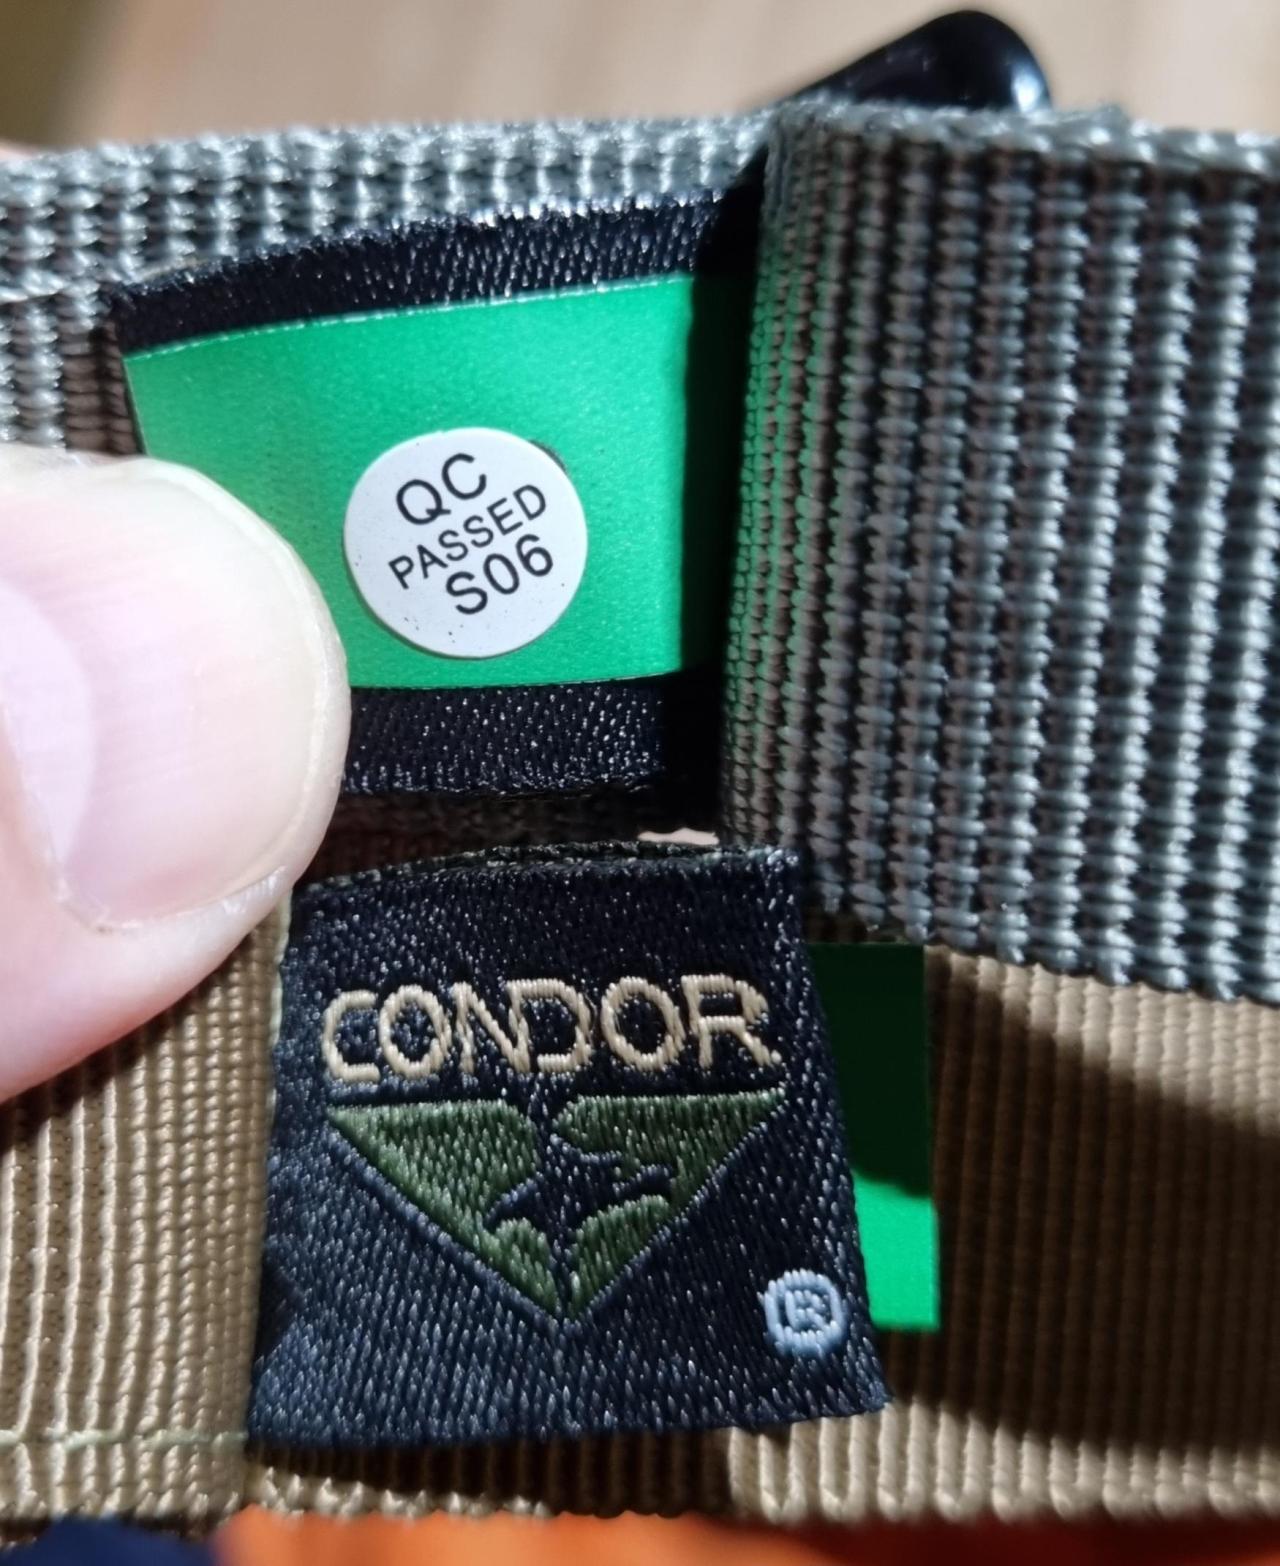 QC
PASSED
S06
CONDOR
®